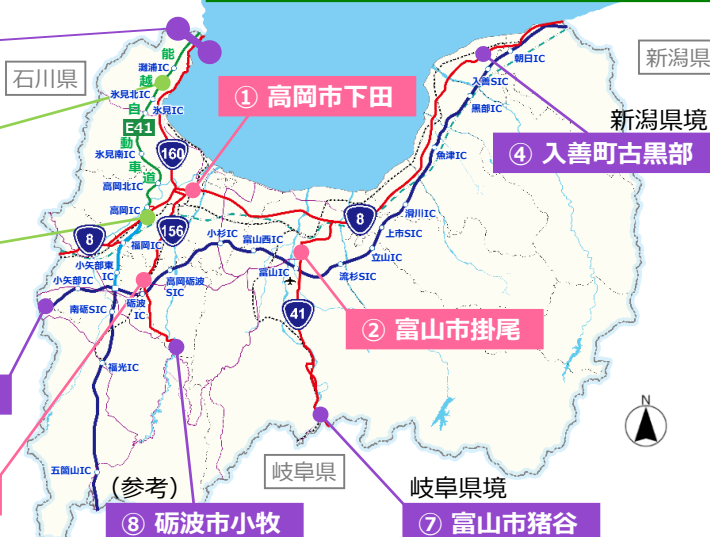 石川県
新潟県
新潟県境
岐阜県
岐阜県境
(参考)
① 高岡市下田
② 富山市掛尾
④ 入善町古黒部
⑦ 富山市猪谷
⑧ 砺波市小牧
能越自動車道
E41
160
8
156
8
41
灘浦IC
氷見北IC
氷見IC
氷見南IC
高岡北IC
高岡IC
福岡IC
小矢部東
IC
小矢部IC
南砺SIC
砺波
IC
高岡砺波
SIC
小杉IC
富山西IC
富山IC
流杉SIC
立山IC
上市SIC
滑川IC
魚津IC
黒部IC
入善SIC
朝日IC
福光IC
五箇山IC
N